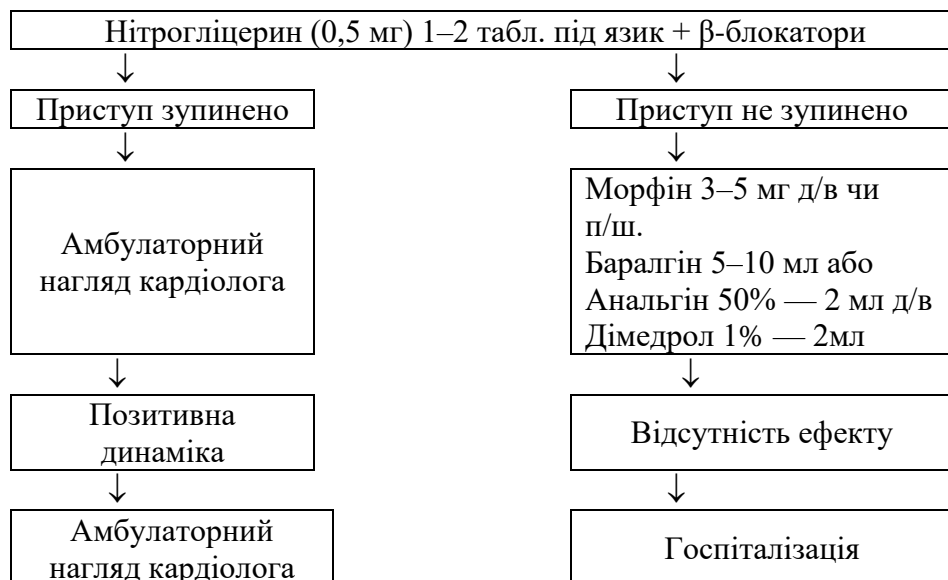 Нітрогліцерин (0,5 мг) 1–2 табл. під язик + β-блокатори
↓ ↓
Приступ зупинено
Приступ не зупинено
↓ ↓
Амбулаторний
нагляд кардіолога
Морфін 3–5 мг д/в чи
п/ш.
Баралгін 5–10 мл або
Анальгін 50% — 2 мл д/в
Дімедрол 1% — 2мл
↓ ↓
Позитивна
динаміка
Відсутність ефекту
↓ ↓
Амбулаторний
нагляд кардіолога
Госпіталізація